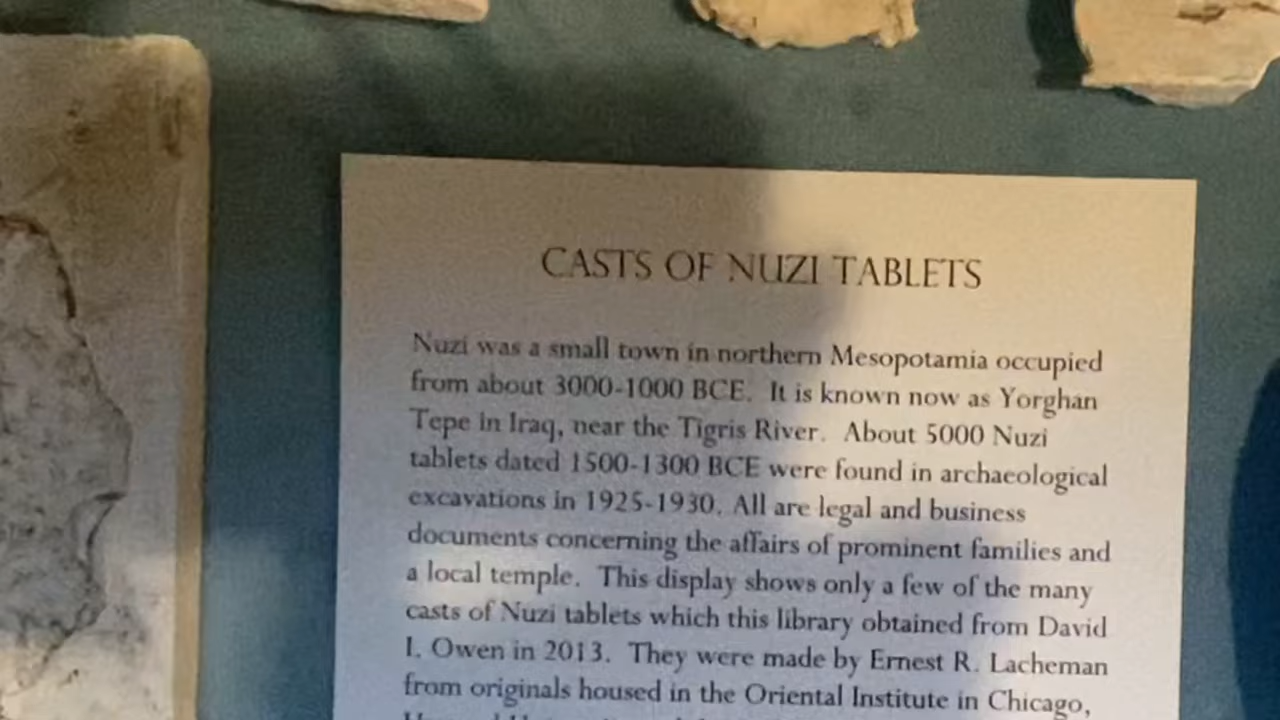 CASTS OF NUZI TABLETS
Nuzi was a small town in northern Mesopotamia occupied
from about 3000-1000 BCE. It is known now as Yorghan
Tepe in Iraq, near the Tigris River. About 5000 Nuzi
tablets dated 1500-1300 BCE were found in archaeological
excavations in 1925-1930. All are legal and business
documents concerning the affairs of prominent families and
a local temple. This display shows only a few of the many
casts of Nuzi tablets which this library obtained from David
I. Owen in 2013. They were made by Ernest R. Lacheman
from originals housed in the Oriental Institute in Chicago,